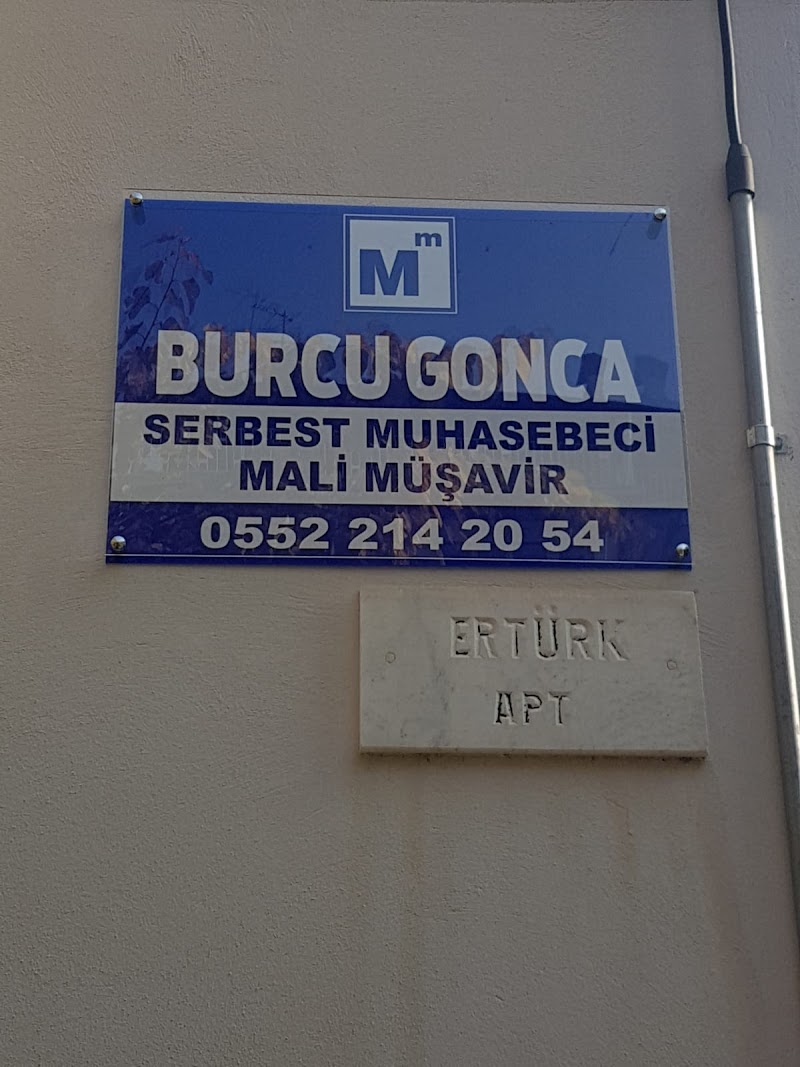 Mm
BURCU GONCA
SERBEST MUHASEBECİ
MALİ MÜŞAVİR
0552 214 20 54
ERTÜRK
APT